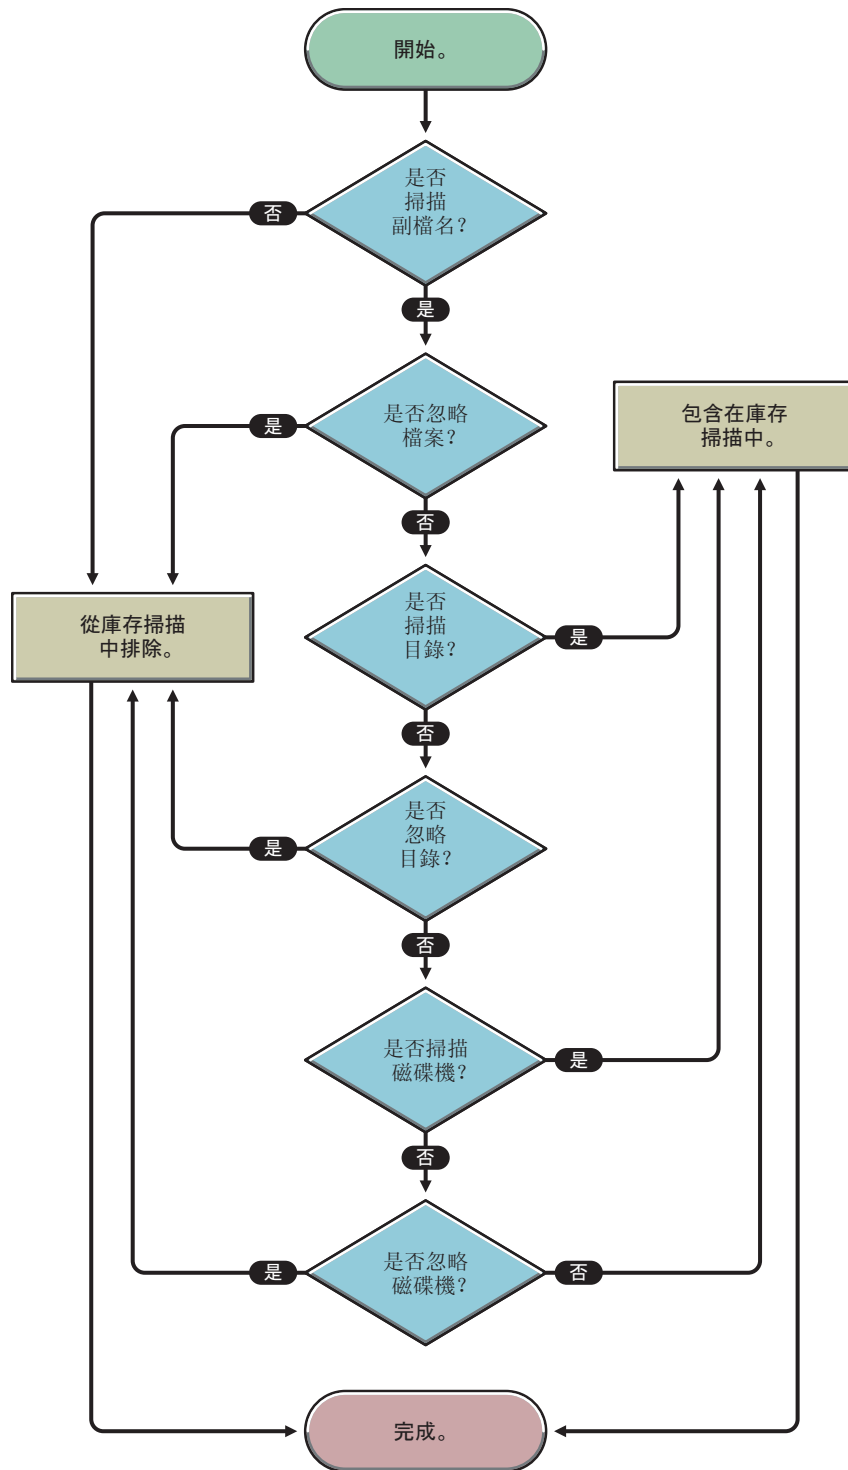 開始。
是否
掃描
副檔名？
否
是
是否忽略
檔案？
是
包含在庫存
掃描中。
否
是否
掃描
目錄？
是
從庫存掃描
中排除。
否
是否
忽略
目錄？
是
否
是否掃描
磁碟機？
是
否
是否忽略
磁碟機？
是
否
完成。